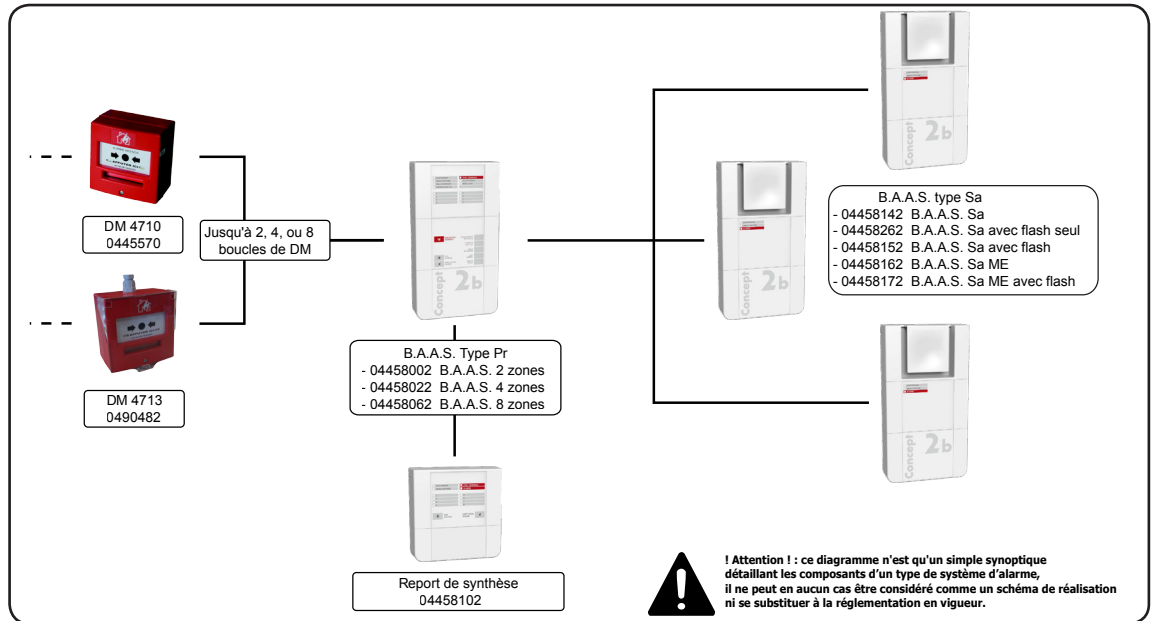 DM 4710
0445570
DM 4713
0490482
Jusqu'à 2, 4, ou 8
boucles de DM
Concept
2b
B.A.A.S. Type Pr
- 04458002 B.A.A.S. 2 zones
- 04458022 B.A.A.S. 4 zones
- 04458062 B.A.A.S. 8 zones
Report de synthèse
04458102
Concept
2b
Concept
2b
B.A.A.S. type Sa
- 04458142 B.A.A.S. Sa
- 04458262 B.A.A.S. Sa avec flash seul
- 04458152 B.A.A.S. Sa avec flash
- 04458162 B.A.A.S. Sa ME
- 04458172 B.A.A.S. Sa ME avec flash
Concept
2b
! Attention ! : ce diagramme n'est qu'un simple synoptique
détaillant les composants d'un type de système d'alarme,
il ne peut en aucun cas être considéré comme un schéma de réalisation
ni se substituer à la réglementation en vigueur.